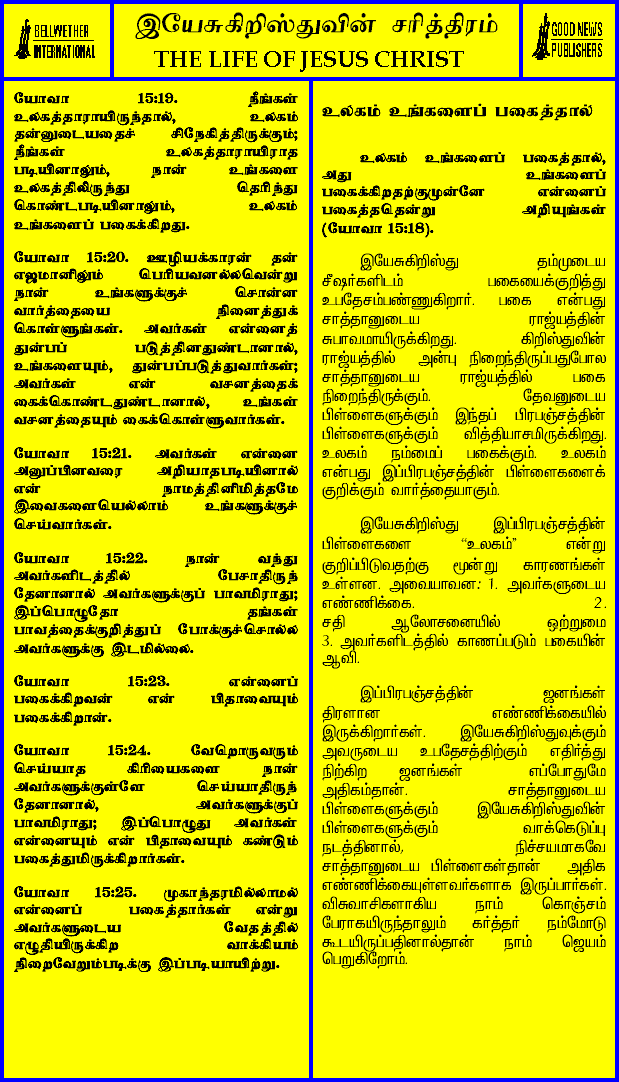 BELLWETHER
INTERNATIONAL
இயேசுகிறிஸ்துவின் சரித்திரம்
THE LIFE OF JESUS CHRIST
GOOD NEWS
PUBLISHERS
யோவா 15:19. நீங்கள்
உலகத்தாராயிருந்தால், உலகம்
தன்னுடையதைச் சிநேகித்திருக்கும்;
நீங்கள் உலகத்தாராயிராத
படியினாலும், நான் உங்களை
உலகத்திலிருந்து தெரிந்து
கொண்டபடியினாலும், உலகம்
உங்களைப் பகைக்கிறது.
யோவா 15:20. ஊழியக்காரன் தன்
எஜமானிலும் பெரியவனல்லவென்று
நான் உங்களுக்குச் சொன்ன
வார்த்தையை நினைத்துக்
கொள்ளுங்கள். அவர்கள் என்னைத்
துன்பப் படுத்தினதுண்டானால்,
உங்களையும், துன்பப்படுத்துவார்கள்;
அவர்கள் என் வசனத்தைக்
கைக்கொண்டதுண்டானால், உங்கள்
வசனத்தையும் கைக்கொள்ளுவார்கள்.
யோவா 15:21. அவர்கள் என்னை
அனுப்பினவரை அறியாதபடியினால்
என் நாமத்தினிமித்தமே
இவைகளையெல்லாம் உங்களுக்குச்
செய்வார்கள்.
யோவா 15:22. நான் வந்து
அவர்களிடத்தில் பேசாதிருந்
தேனானால் அவர்களுக்குப் பாவமிராது;
இப்பொழுதோ தங்கள்
பாவத்தைக்குறித்துப் போக்குச்சொல்ல
அவர்களுக்கு இடமில்லை.
யோவா 15:23. என்னைப்
பகைக்கிறவன் என் பிதாவையும்
பகைக்கிறான்.
யோவா 15:24. வேறொருவரும்
செய்யாத கிரியைகளை நான்
அவர்களுக்குள்ளே செய்யாதிருந்
தேனானால், அவர்களுக்குப்
பாவமிராது; இப்பொழுது அவர்கள்
என்னையும் என் பிதாவையும் கண்டும்
பகைத்துமிருக்கிறார்கள்.
யோவா 15:25. முகாந்தரமில்லாமல்
என்னைப் பகைத்தார்கள் என்று
அவர்களுடைய வேதத்தில்
எழுதியிருக்கிற வாக்கியம்
நிறைவேறும்படிக்கு இப்படியாயிற்று.
உலகம் உங்களைப் பகைத்தால்
உலகம் உங்களைப் பகைத்தால்,
அது உங்களைப்
பகைக்கிறதற்குமுன்னே என்னைப்
பகைத்ததென்று அறியுங்கள்
(யோவா 15:18).
இயேசுகிறிஸ்து தம்முடைய
சீஷர்களிடம் பகையைக்குறித்து
உபதேசம்பண்ணுகிறார். பகை என்பது
சாத்தானுடைய ராஜ்யத்தின்
சுபாவமாயிருக்கிறது. கிறிஸ்துவின்
ராஜ்யத்தில் அன்பு நிறைந்திருப்பதுபோல
சாத்தானுடைய ராஜ்யத்தில் பகை
நிறைந்திருக்கும். தேவனுடைய
பிள்ளைகளுக்கும் இந்தப் பிரபஞ்சத்தின்
பிள்ளைகளுக்கும் வித்தியாசமிருக்கிறது.
உலகம் நம்மைப் பகைக்கும். உலகம்
என்பது இப்பிரபஞ்சத்தின் பிள்ளைகளைக்
குறிக்கும் வார்த்தையாகும்.
இயேசுகிறிஸ்து இப்பிரபஞ்சத்தின்
பிள்ளைகளை “உலகம்” என்று
குறிப்பிடுவதற்கு மூன்று காரணங்கள்
உள்ளன. அவையாவன: 1. அவர்களுடைய
எண்ணிக்கை. 2.
சதி ஆலோசனையில் ஒற்றுமை
3. அவர்களிடத்தில் காணப்படும் பகையின்
ஆவி.
இப்பிரபஞ்சத்தின் ஜனங்கள்
திரளான எண்ணிக்கையில்
இருக்கிறார்கள். இயேசுகிறிஸ்துவுக்கும்
அவருடைய உபதேசத்திற்கும் எதிர்த்து
நிற்கிற ஜனங்கள் எப்போதுமே
அதிகம்தான். சாத்தானுடைய
பிள்ளைகளுக்கும் இயேசுகிறிஸ்துவின்
பிள்ளைகளுக்கும் வாக்கெடுப்பு
நடத்தினால், நிச்சயமாகவே
சாத்தானுடைய பிள்ளைகள்தான் அதிக
எண்ணிக்கையுள்ளவர்களாக இருப்பார்கள்.
விசுவாசிகளாகிய நாம் கொஞ்சம்
பேராகயிருந்தாலும் கர்த்தர் நம்மோடு
கூடயிருப்பதினால்தான் நாம் ஜெயம்
பெறுகிறோம்.